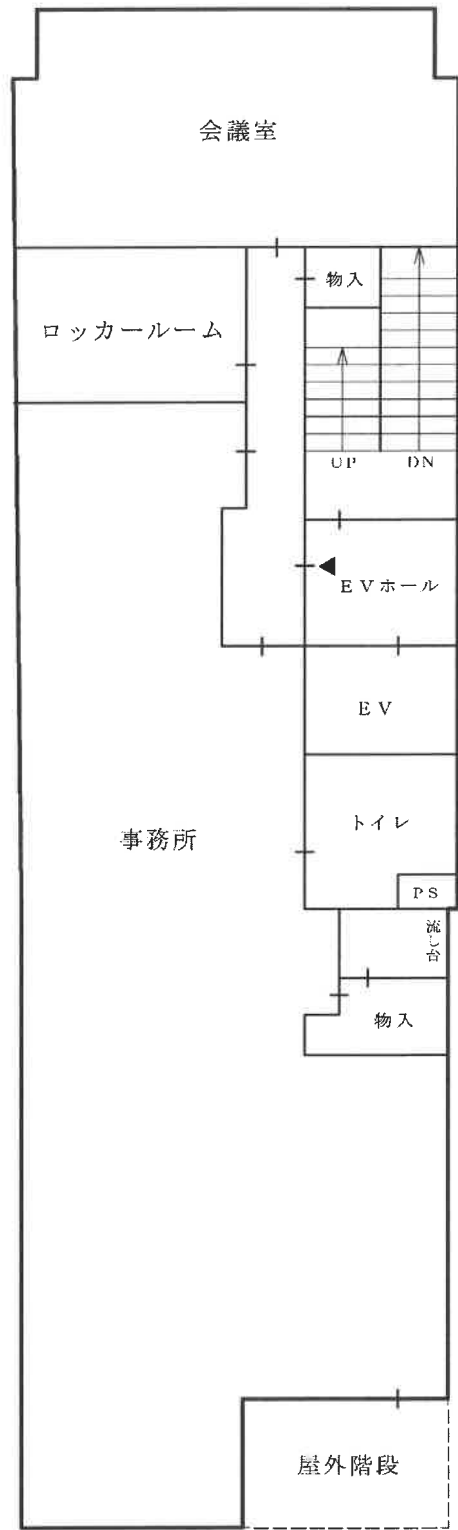 会議室
物入
ロッカールーム
UP
DN
EVホール
EV
トイレ
事務所
PS
流し台
物入
屋外階段